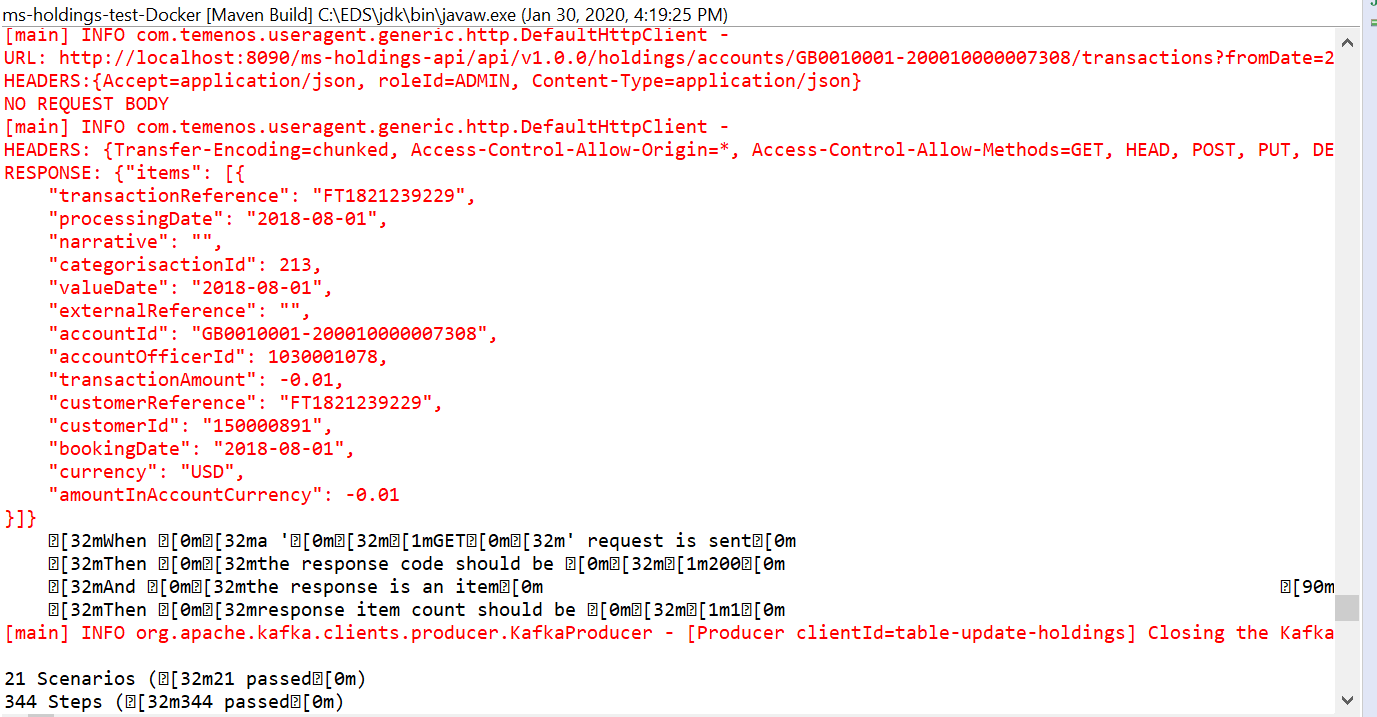 ms-holdings-test-Docker [Maven Build] C:\EDS\jdk\bin\javaw.exe (Jan 30, 2020, 4:19:25 PM)
[main] INFO com.temenos.useragent.generic.http.DefaultHttpClient -
URL: http://localhost:8090/ms-holdings-api/api/v1.0.0/holdings/accounts/GB0010001-200010000007308/transactions?fromDate=2
HEADERS:{Accept=application/json, roleId=ADMIN, Content-Type=application/json}
NO REQUEST BODY
[main] INFO com.temenos.useragent.generic.http.DefaultHttpClient -
HEADERS: {Transfer-Encoding=chunked, Access-Control-Allow-Origin=*, Access-Control-Allow-Methods=GET, HEAD, POST, PUT, DE
RESPONSE: {"items": [{
    "transactionReference": "FT1821239229",
    "processingDate": "2018-08-01",
    "narrative": "",
    "categorisactionId": 213,
    "valueDate": "2018-08-01",
    "externalReference": "",
    "accountId": "GB0010001-200010000007308",
    "accountOfficerId": 1030001078,
    "transactionAmount": -0.01,
    "customerReference": "FT1821239229",
    "customerId": "150000891",
    "bookingDate": "2018-08-01",
    "currency": "USD",
    "amountInAccountCurrency": -0.01
}]}
    [32mWhen [0m[32ma '[0m[32m[1mGET[0m[32m' request is sent[0m
    [32mThen [0m[32mthe response code should be [0m[32m[1m200[0m
    [32mAnd [0m[32mthe response is an item[0m [90m
    [32mThen [0m[32mresponse item count should be [0m[32m[1m1[0m
[main] INFO org.apache.kafka.clients.producer.KafkaProducer - [Producer clientId=table-update-holdings] Closing the Kafka
21 Scenarios ([32m21 passed[0m)
344 Steps ([32m344 passed[0m)